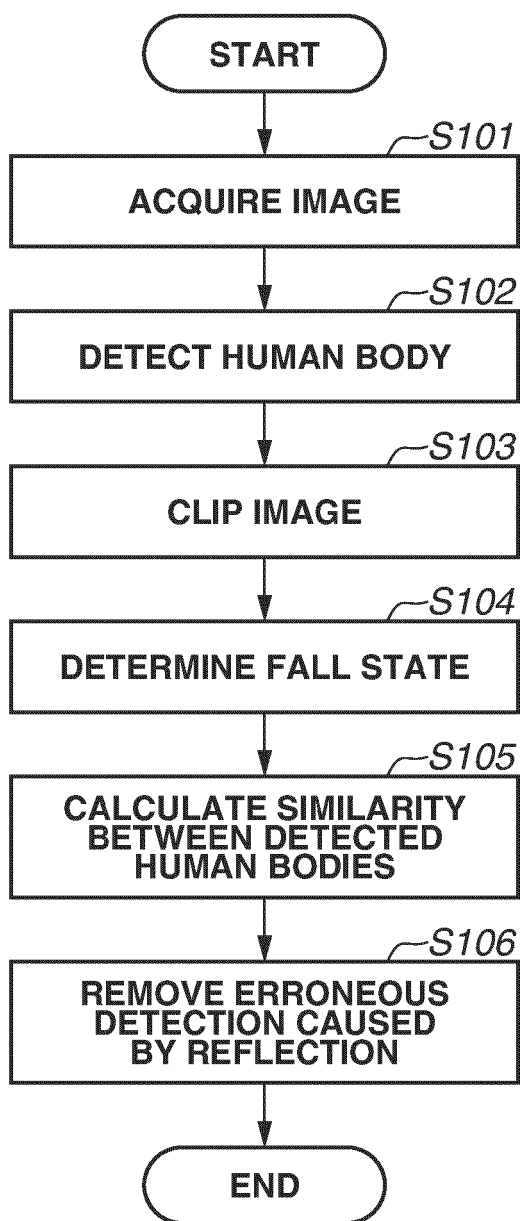 START
S101
ACQUIRE IMAGE
S102
DETECT HUMAN BODY
S103
CLIP IMAGE
S104
DETERMINE FALL STATE
S105
CALCULATE SIMILARITY
BETWEEN DETECTED
HUMAN BODIES
S106
REMOVE ERRONEOUS
DETECTION CAUSED
BY REFLECTION
END